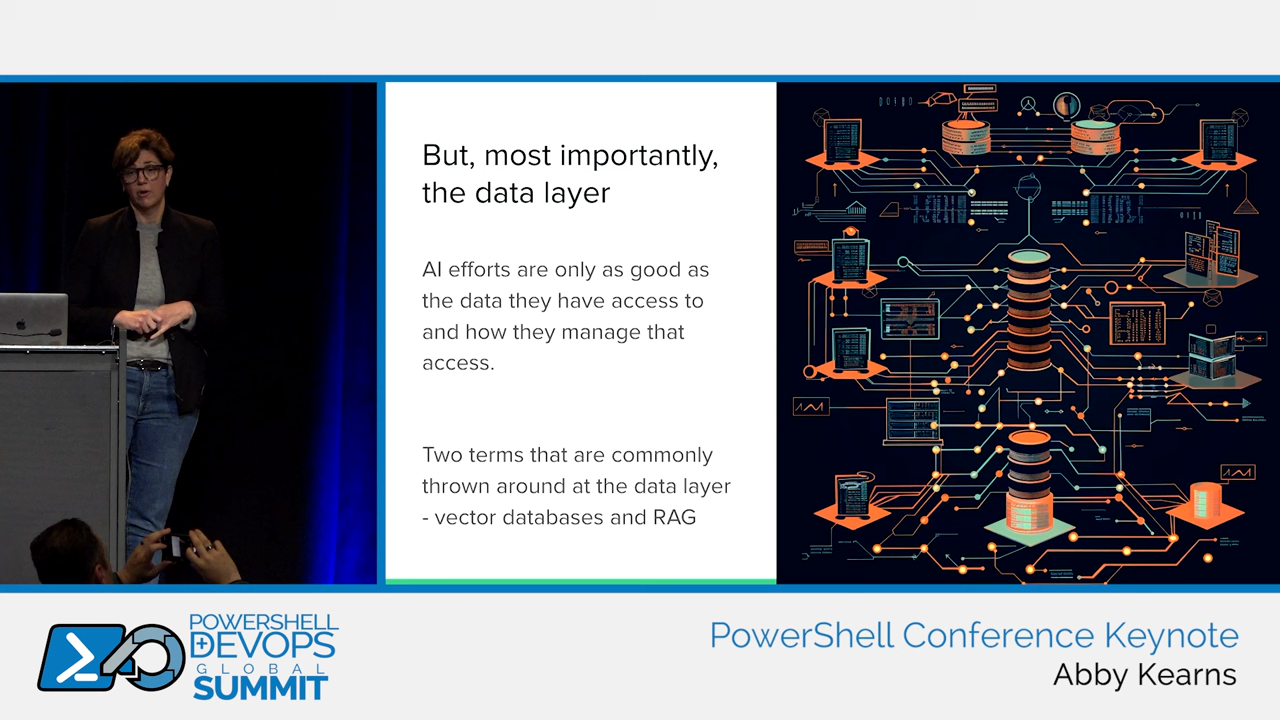 But, most importantly,
the data layer
AI efforts are only as good as
the data they have access to
and how they manage that
access.
Two terms that are commonly
thrown around at the data layer
- vector databases and RAG
POWERSHELL
+DEVOPS
GLOBAL
SUMMIT
PowerShell Conference Keynote
Abby Kearns